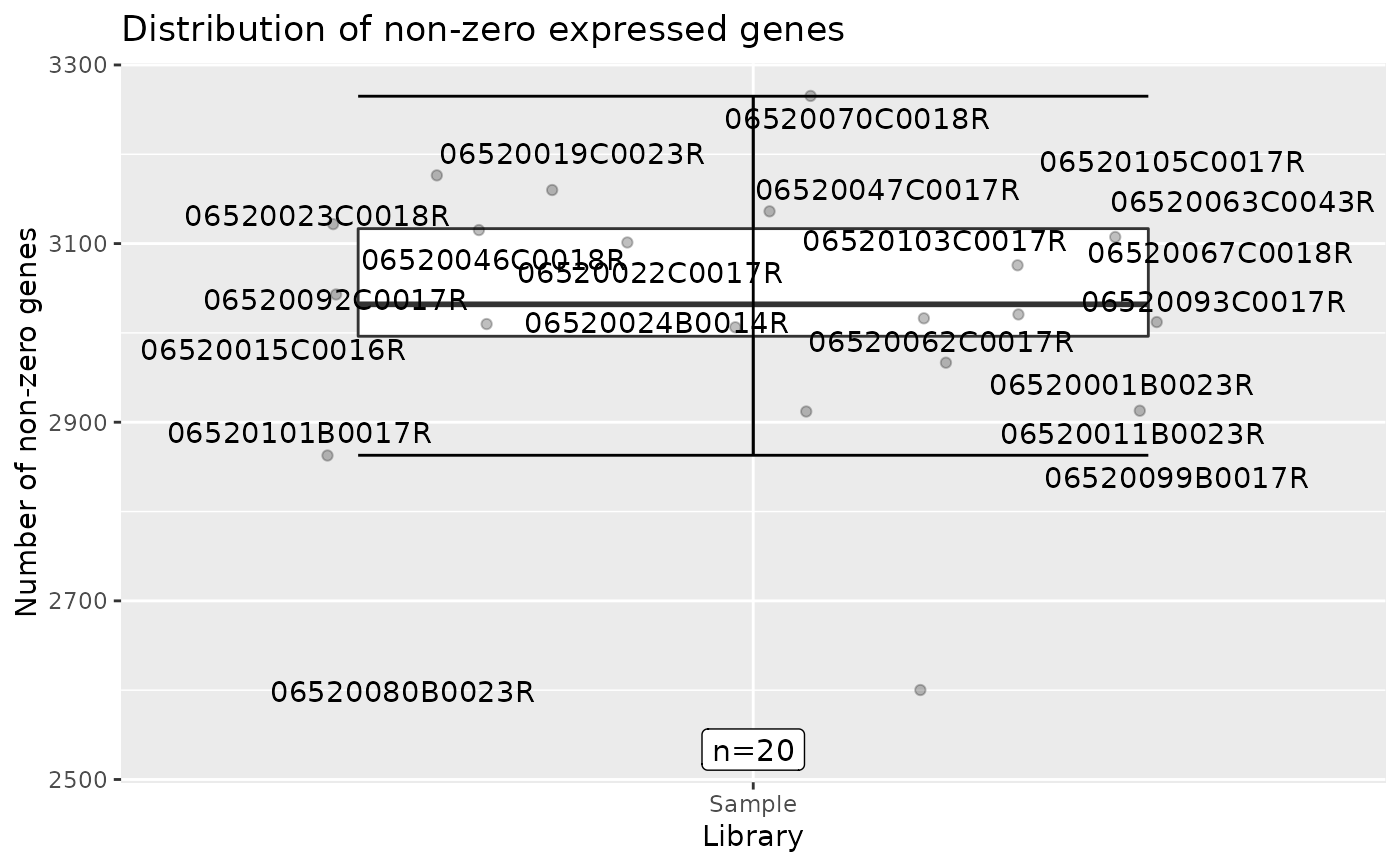 Distribution of non-zero expressed genes
3300
06520070C0018R
06520019C0023R
06520105C0017R
06520047C0017R
06520063C0043R
06520023C0018R
3100
06520103C0017R
06520067C0018R
06520046C0018R
06520022C0017R
06520092C0017R
06520093C0017R
06520024B0014R
06520062C0017R
06520015C0016R
06520001B0023R
2900
06520101B0017R
06520011B0023R
06520099B0017R
2700
06520080B0023R
n=20
2500
Number of non-zero genes
Sample
Library